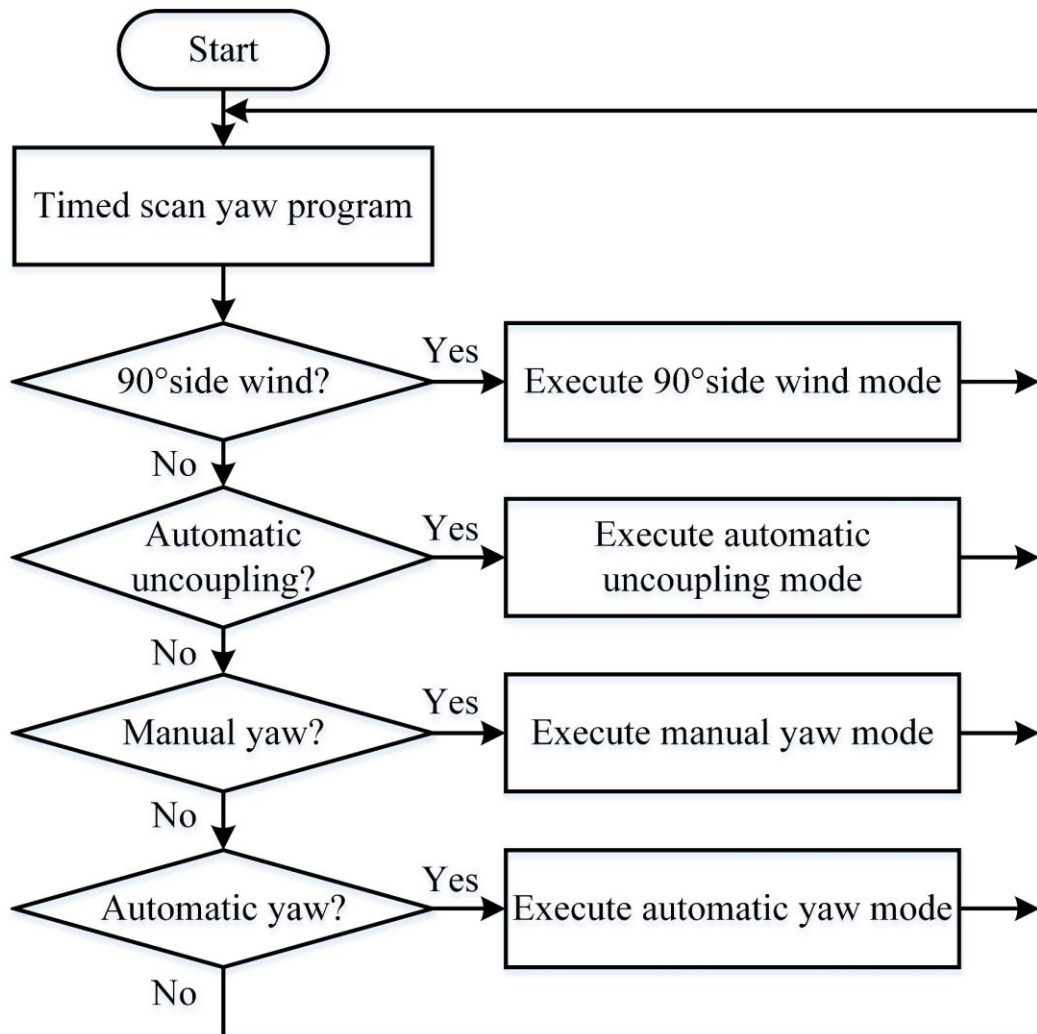 Start
Timed scan yaw program
90°side wind?
Yes
Execute 90°side wind mode
No
Automatic
uncoupling?
Yes
Execute automatic
uncoupling mode
No
Manual yaw?
Yes
Execute manual yaw mode
No
Automatic yaw?
Yes
Execute automatic yaw mode
No